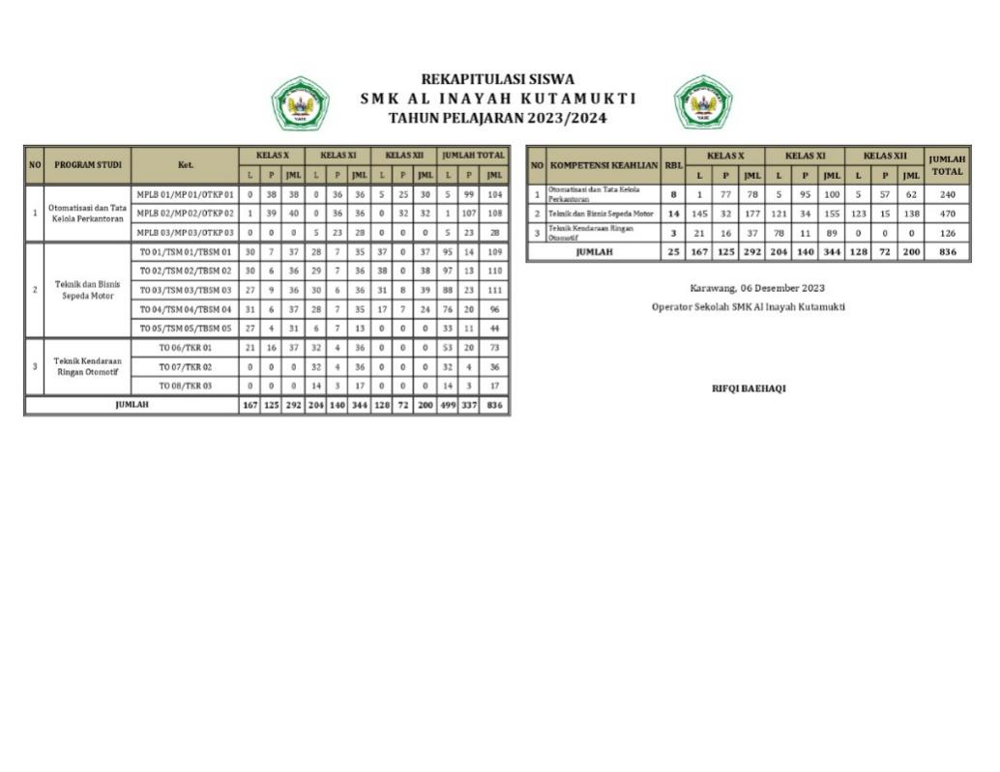 REKAPITULASI SISWA
SMK AL INAYAH KUTAMUKTI
TAHUN PELAJARAN 2023/2024
NO PROGRAM STUDI Ket. KELAS X KELAS XI KELAS XII JUMLAH TOTAL
L P JML L P JML L P JML L P JML
1 Otomatisasi dan Tata Kelola Perkantoran MPLB 01/MP01/OTKP 01 0 38 38 0 36 36 5 25 30 5 99 104
MPLB 02/MP02/OTKP 02 1 39 40 0 36 36 0 32 32 1 107 108
MPLB 03/MP03/OTKP 03 0 0 0 5 23 28 0 0 0 5 23 28
2 Teknik dan Bisnis Sepeda Motor TO 01/TSM 01/TBSM 01 30 7 37 28 7 35 37 0 37 95 14 109
TO 02/TSM 02/TBSM 02 30 6 36 29 7 36 38 0 38 97 13 110
TO 03/TSM 03/TBSM 03 27 9 36 30 6 36 31 8 39 88 23 111
TO 04/TSM 04/TBSM 04 31 6 37 28 7 35 17 7 24 76 20 96
TO 05/TSM 05/TBSM 05 27 4 31 6 7 13 0 0 0 33 11 44
3 Teknik Kendaraan Ringan Otomotif TO 06/TKR 01 21 16 37 32 4 36 0 0 0 53 20 73
TO 07/TKR 02 0 0 0 32 4 36 0 0 0 32 4 36
TO 08/TKR 03 0 0 0 14 3 17 0 0 0 14 3 17
JUMLAH 167 125 292 204 140 344 128 72 200 499 337 836
NO KOMPETENSI KEAHLIAN RBL KELAS X KELAS XI KELAS XII JUMLAH TOTAL
L P JML L P JML L P JML
1 Otomatisasi dan Tata Kelola Perkantoran 8 1 77 78 5 95 100 5 57 62 240
2 Teknik dan Bisnis Sepeda Motor 14 145 32 177 121 34 155 123 15 138 470
3 Teknik Kendaraan Ringan Otomotif 3 21 16 37 78 11 89 0 0 0 126
JUMLAH 25 167 125 292 204 140 344 128 72 200 836
Karawang, 06 Desember 2023
Operator Sekolah SMK Al Inayah Kutamukti
RIFQI BAEHAQI